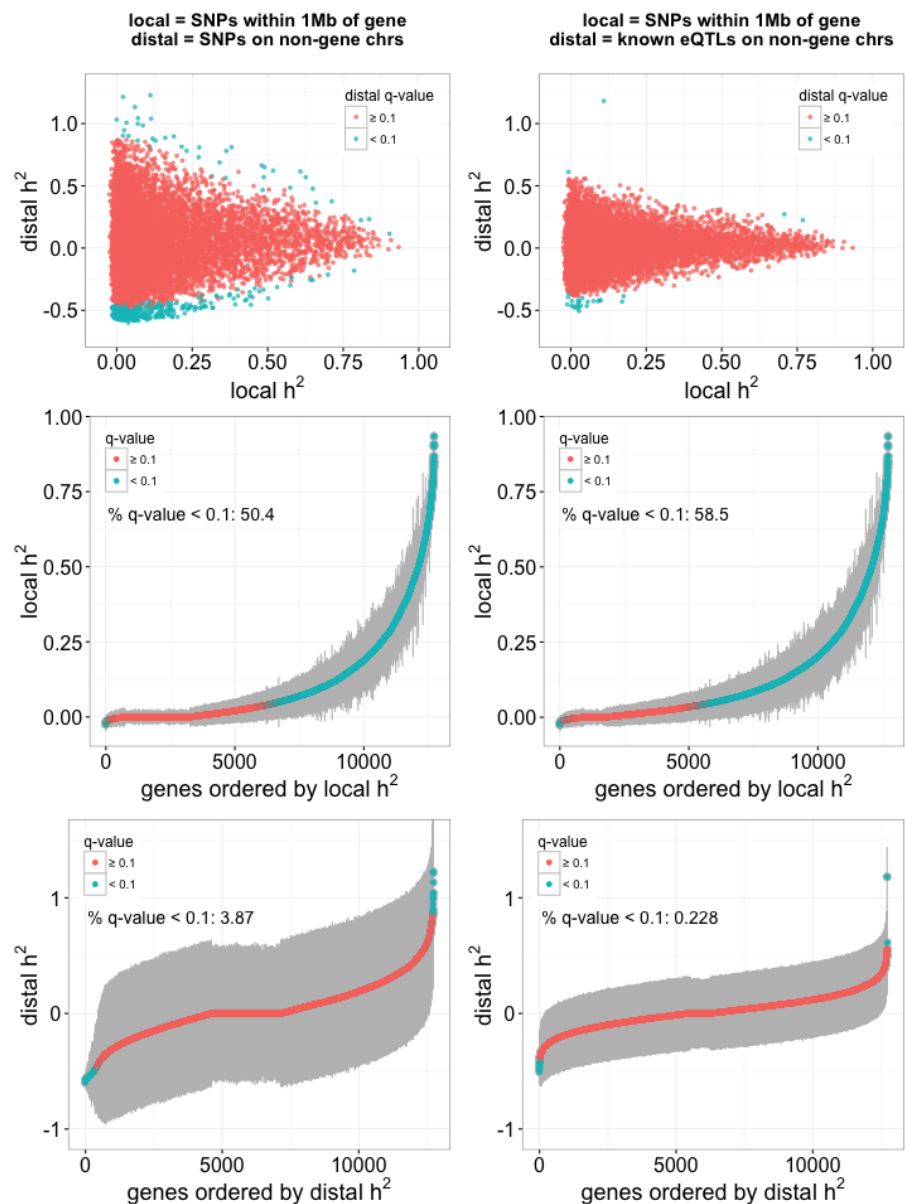 local = SNPs within 1Mb of gene
distal = SNPs on non-gene chrs
local = SNPs within 1Mb of gene
distal = known eQTLs on non-gene chrs
distal q-value
≥ 0.1
< 0.1
1.0
0.5
0.0
-0.5
distal h²
0.00 0.25 0.50 0.75 1.00
local h²
distal q-value
≥ 0.1
< 0.1
1.0
0.5
0.0
-0.5
distal h²
0.00 0.25 0.50 0.75 1.00
local h²
q-value
≥ 0.1
< 0.1
% q-value < 0.1: 50.4
1.00
0.75
0.50
0.25
0.00
local h²
0 5000 10000
genes ordered by local h²
q-value
≥ 0.1
< 0.1
% q-value < 0.1: 58.5
1.00
0.75
0.50
0.25
0.00
local h²
0 5000 10000
genes ordered by local h²
q-value
≥ 0.1
< 0.1
% q-value < 0.1: 3.87
1
0
-1
distal h²
0 5000 10000
genes ordered by distal h²
q-value
≥ 0.1
< 0.1
% q-value < 0.1: 0.228
1
0
-1
distal h²
0 5000 10000
genes ordered by distal h²